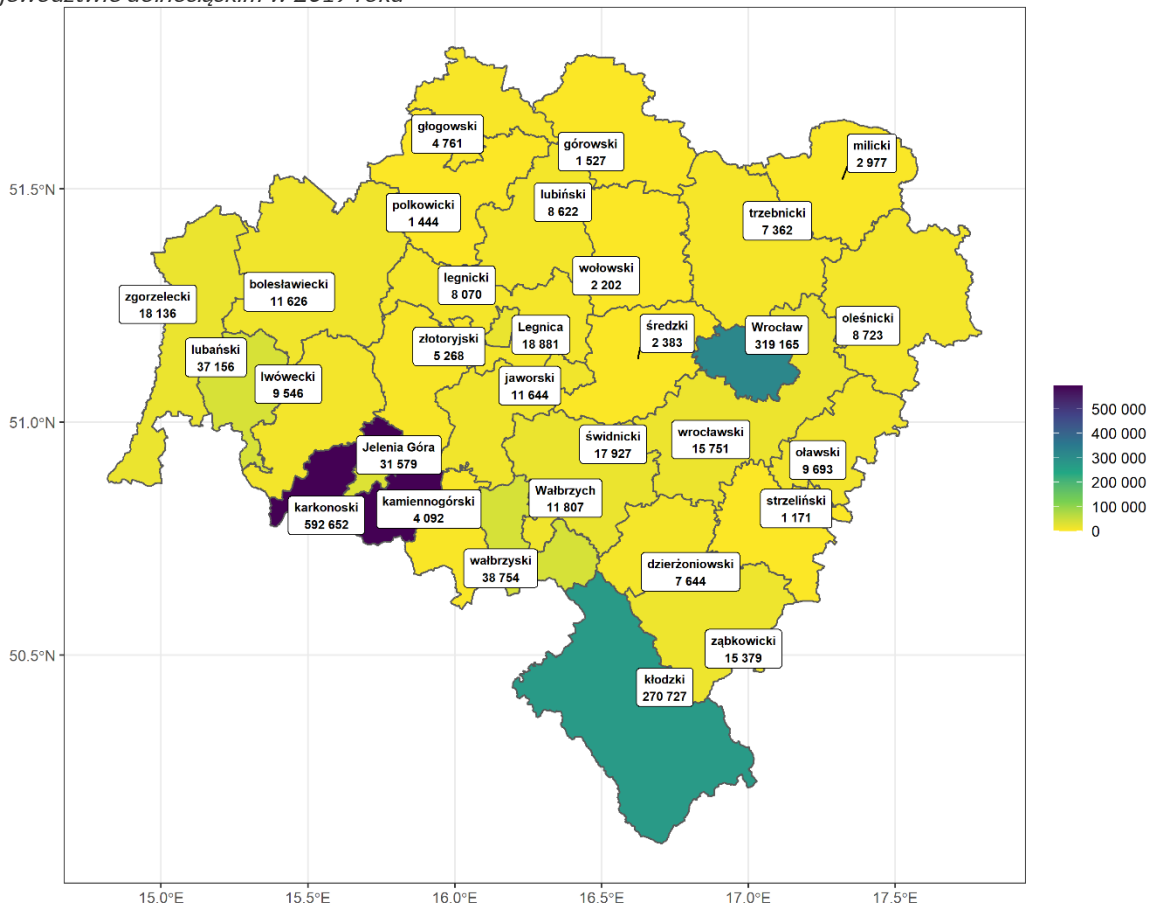 województwie dolnośląskim w 2019 roku
głogowski
4 761
górowski
1 527
milicki
2 977
51.5°N
polkowicki
1 444
lubiński
8 622
trzebnicki
7 362
zgorzelecki
18 136
bolesławiecki
11 626
legnicki
8 070
wołowski
2 202
lubański
37 156
lwówecki
9 546
złotoryjski
5 268
Legnica
18 881
średzki
2 383
Wrocław
319 165
oleśnicki
8 723
jaworski
11 644
51.0°N
Jelenia Góra
31 579
świdnicki
17 927
wrocławski
15 751
oławski
9 693
karkonoski
592 652
kamiennogórski
4 092
Wałbrzych
11 807
strzeliński
1 171
wałbrzyski
38 754
dzierżoniowski
7 644
50.5°N
ząbkowicki
15 379
kłodzki
270 727
500 000
400 000
300 000
200 000
100 000
0
15.0°E
15.5°E
16.0°E
16.5°E
17.0°E
17.5°E